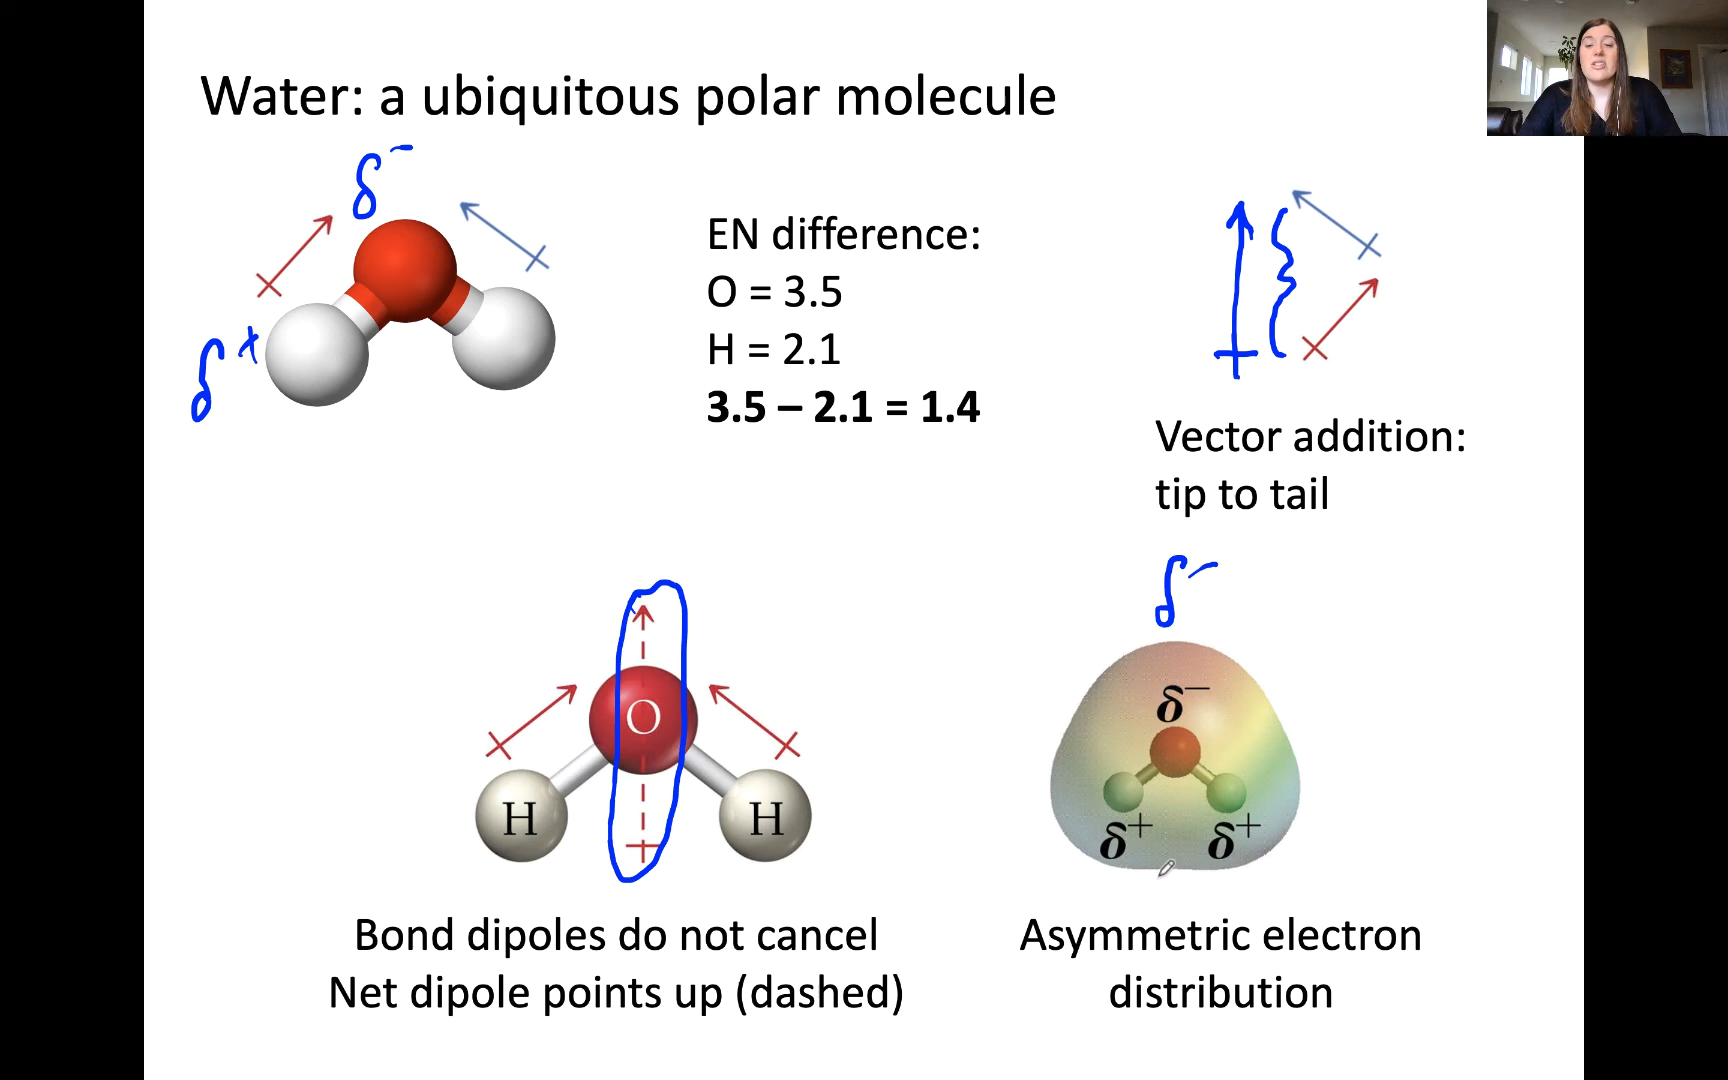 Water: a ubiquitous polar molecule
δ⁻
δ⁺
EN difference:
O = 3.5
H = 2.1
3.5 – 2.1 = 1.4
Vector addition:
tip to tail
O
H
H
Bond dipoles do not cancel
Net dipole points up (dashed)
δ⁻
δ⁻
δ⁺ δ⁺
Asymmetric electron
distribution